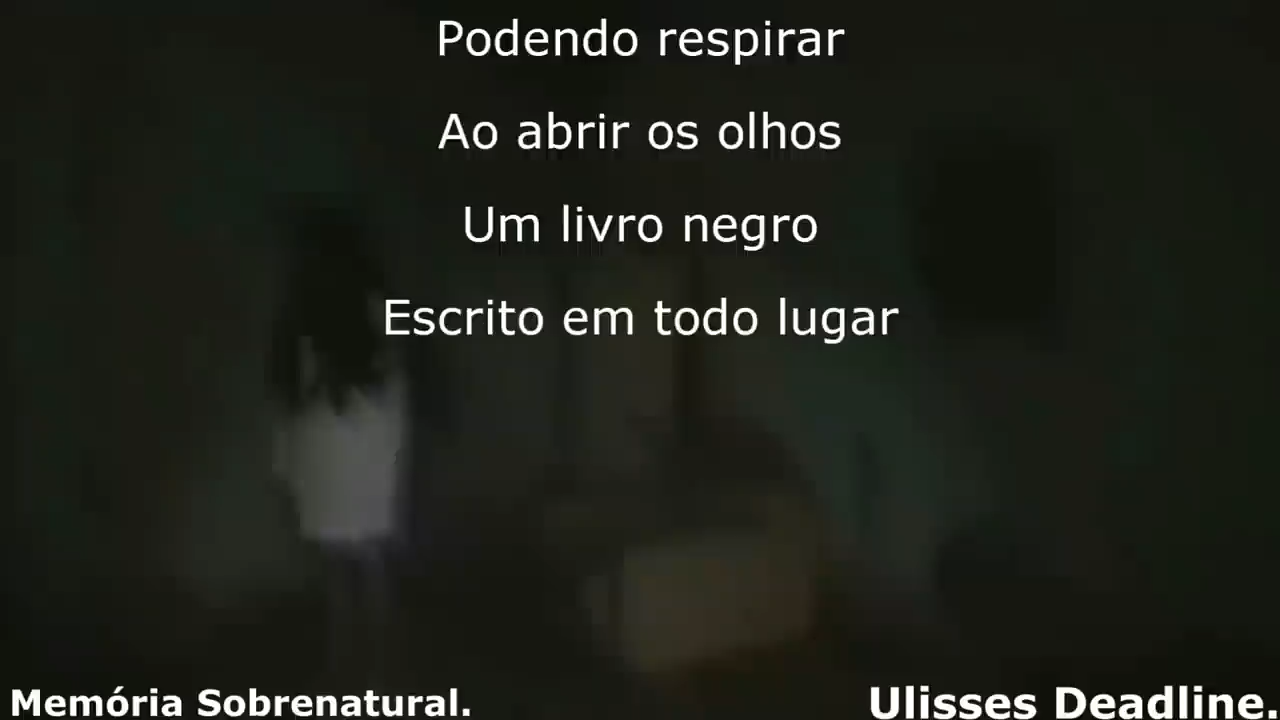 Podendo respirar
Ao abrir os olhos
Um livro negro
Escrito em todo lugar
Memória Sobrenatural.
Ulisses Deadline.